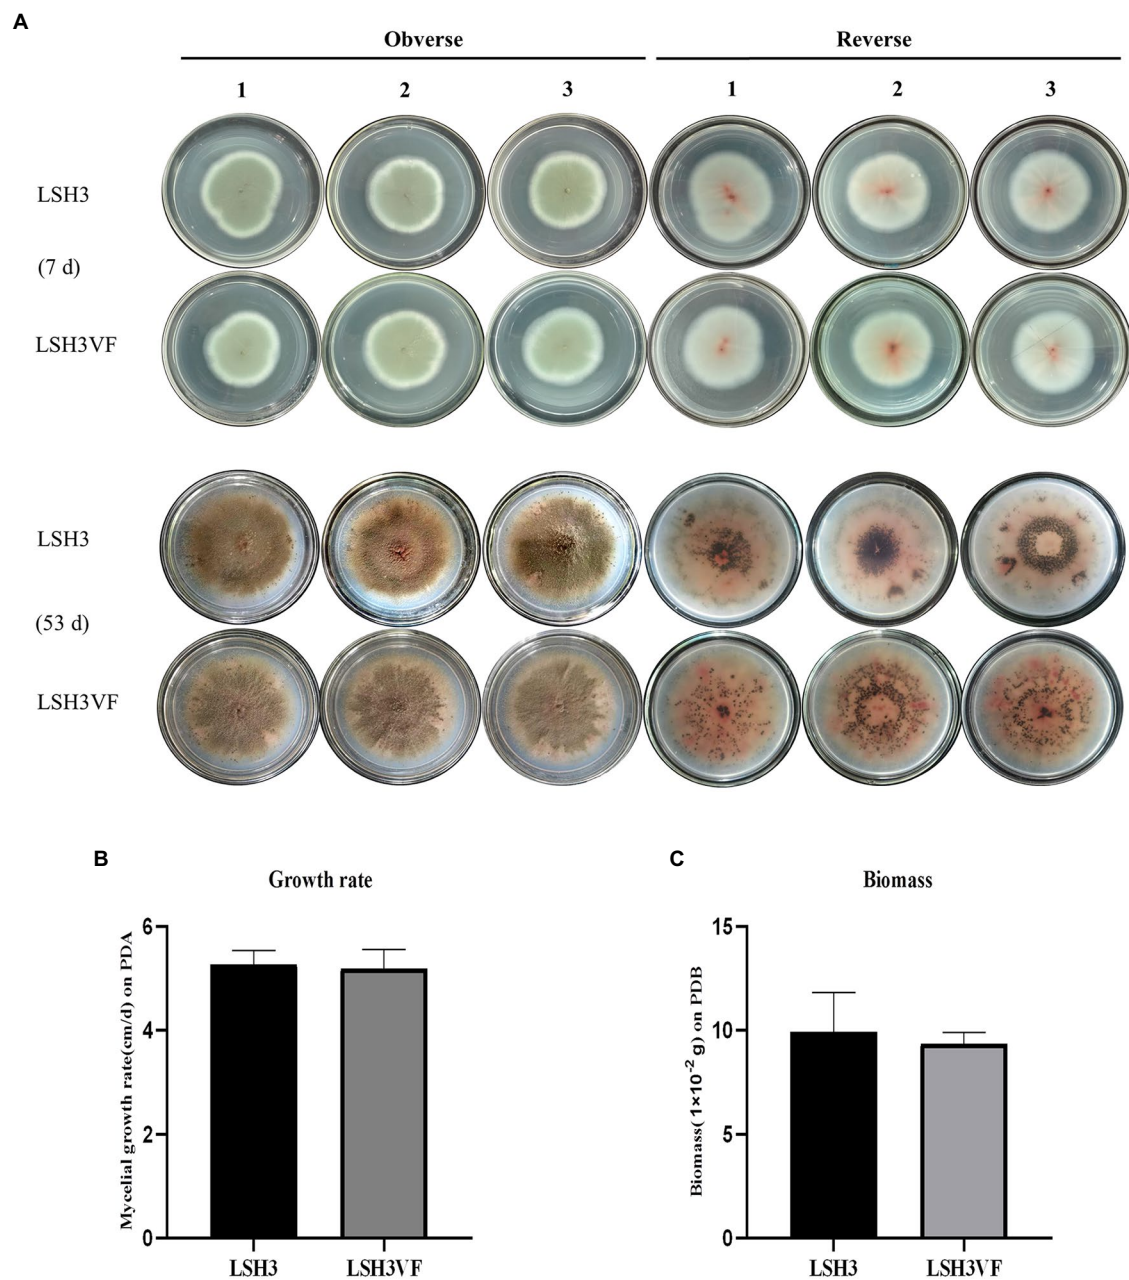 A
Obverse Reverse
1 2 3 1 2 3
LSH3
(7 d)
LSH3VF
LSH3
(53 d)
LSH3VF
B
Growth rate
Mycelial growth rate(cm/d) on PDA
6
4
2
0
LSH3 LSH3VF
C
Biomass
Biomass( 1×10⁻² g) on PDB
15
10
5
0
LSH3 LSH3VF